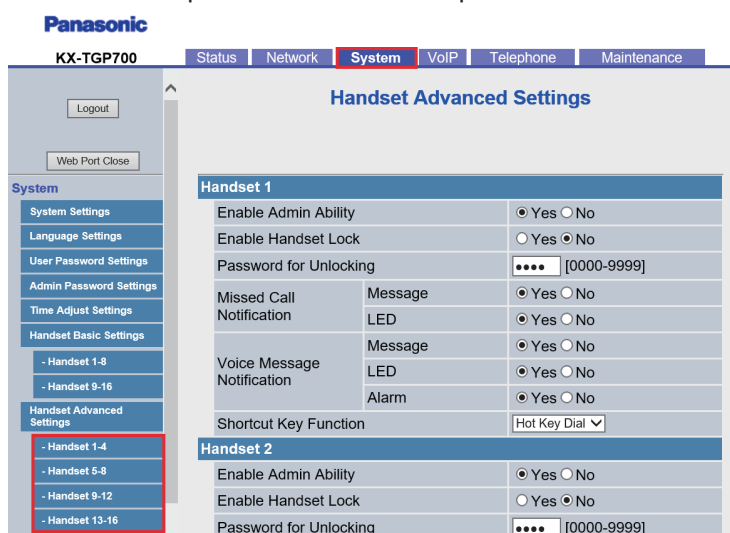 Panasonic
KX-TGP700
Status Network System VoIP Telephone Maintenance
Logout
Web Port Close
System
System Settings
Language Settings
User Password Settings
Admin Password Settings
Time Adjust Settings
Handset Basic Settings
- Handset 1-8
- Handset 9-16
Handset Advanced
Settings
- Handset 1-4
- Handset 5-8
- Handset 9-12
- Handset 13-16
Handset Advanced Settings
Handset 1
Enable Admin Ability Yes No
Enable Handset Lock Yes No
Password for Unlocking •••• [0000-9999]
Missed Call
Notification
Message Yes No
LED Yes No
Voice Message
Notification
Message Yes No
LED Yes No
Alarm Yes No
Shortcut Key Function Hot Key Dial
Handset 2
Enable Admin Ability Yes No
Enable Handset Lock Yes No
Password for Unlocking •••• [0000-9999]